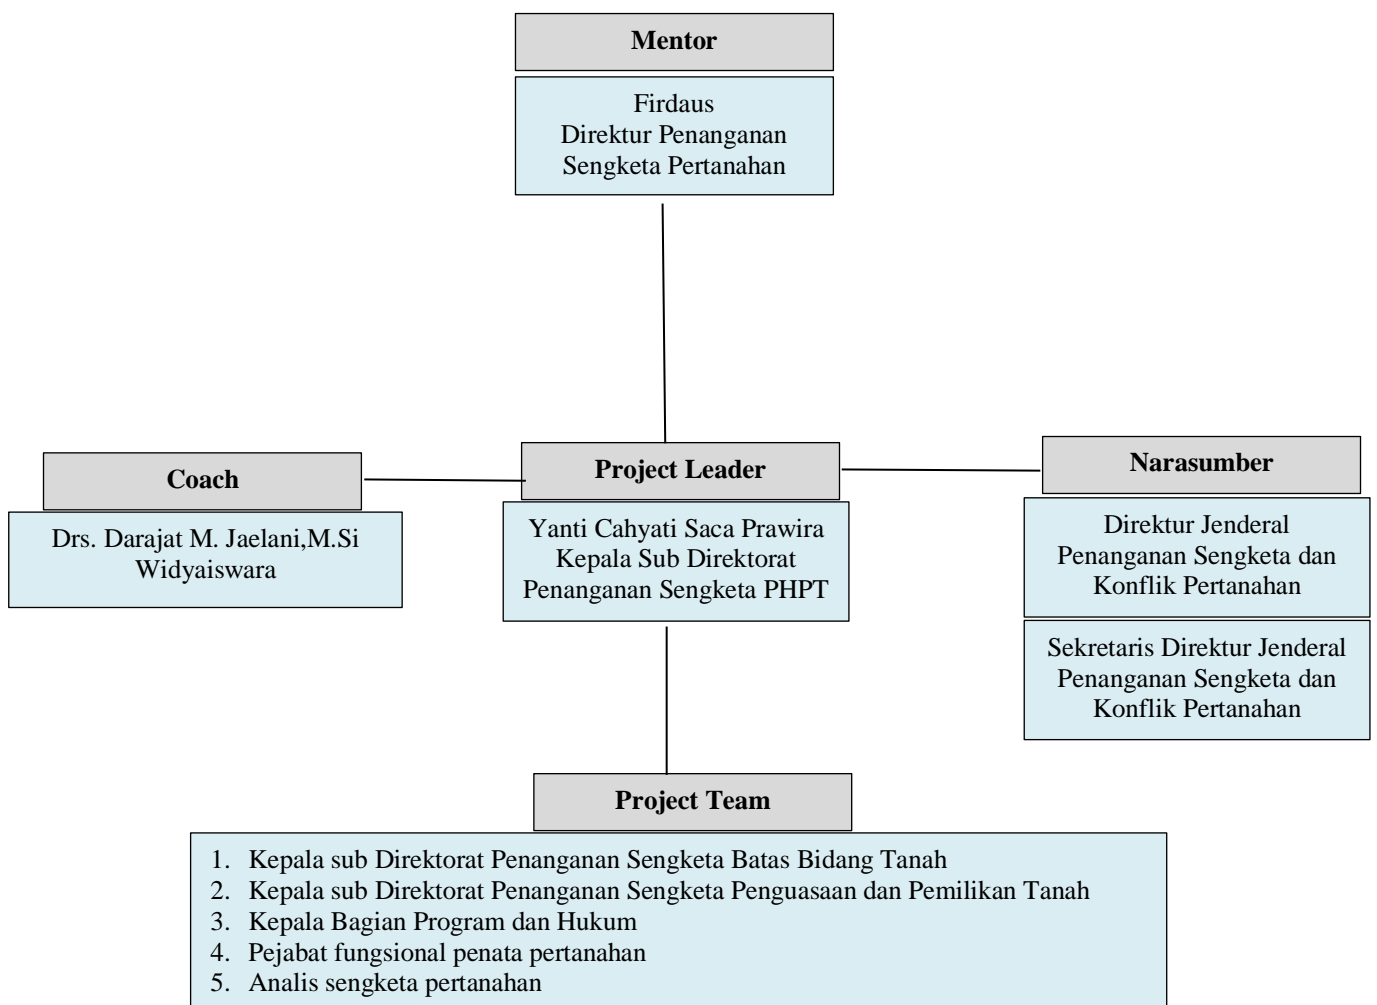 Mentor
Firdaus
Direktur Penanganan
Sengketa Pertanahan
Coach
Drs. Darajat M. Jaelani,M.Si
Widyaiswara
Project Leader
Yanti Cahyati Saca Prawira
Kepala Sub Direktorat
Penanganan Sengketa PHPT
Narasumber
Direktur Jenderal
Penanganan Sengketa dan
Konflik Pertanahan
Sekretaris Direktur Jenderal
Penanganan Sengketa dan
Konflik Pertanahan
Project Team
1. Kepala sub Direktorat Penanganan Sengketa Batas Bidang Tanah
2. Kepala sub Direktorat Penanganan Sengketa Penguasaan dan Pemilikan Tanah
3. Kepala Bagian Program dan Hukum
4. Pejabat fungsional penata pertanahan
5. Analis sengketa pertanahan